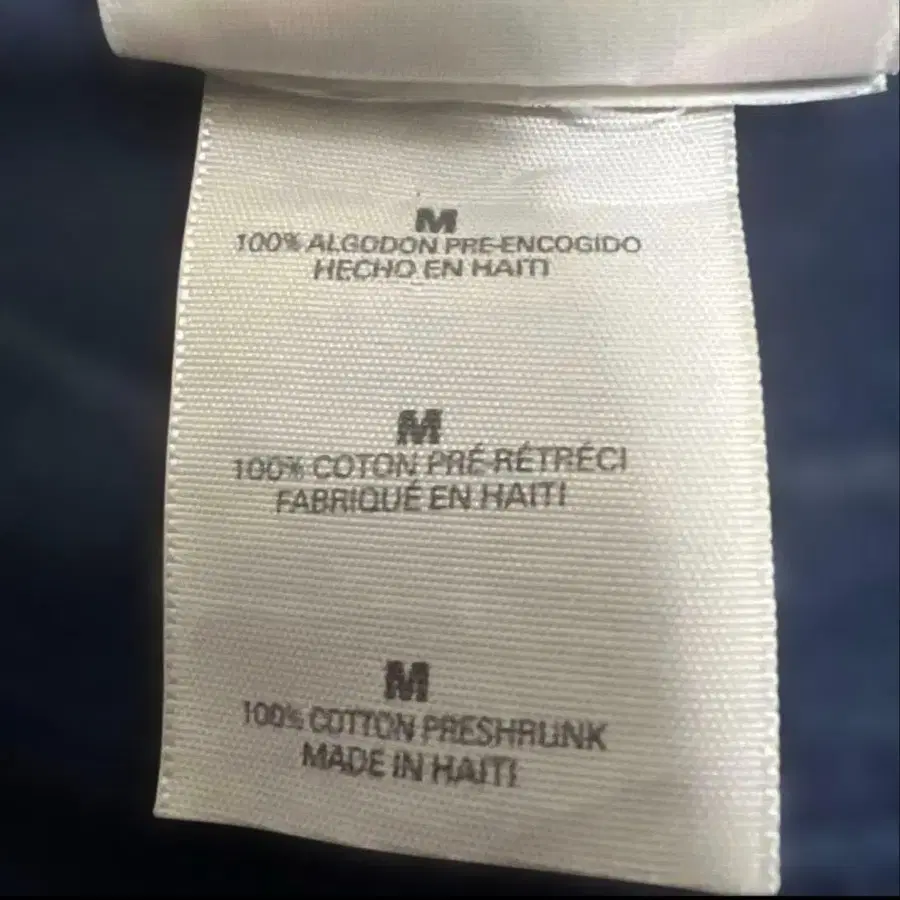 M
100% ALGODON PRE-ENCOGIDO
HECHO EN HAITI
M
100% COTON PRÉ-RÉTRÉCI
FABRIQUÉ EN HAITI
M
100% COTTON PRESHRUNK
MADE IN HAITI